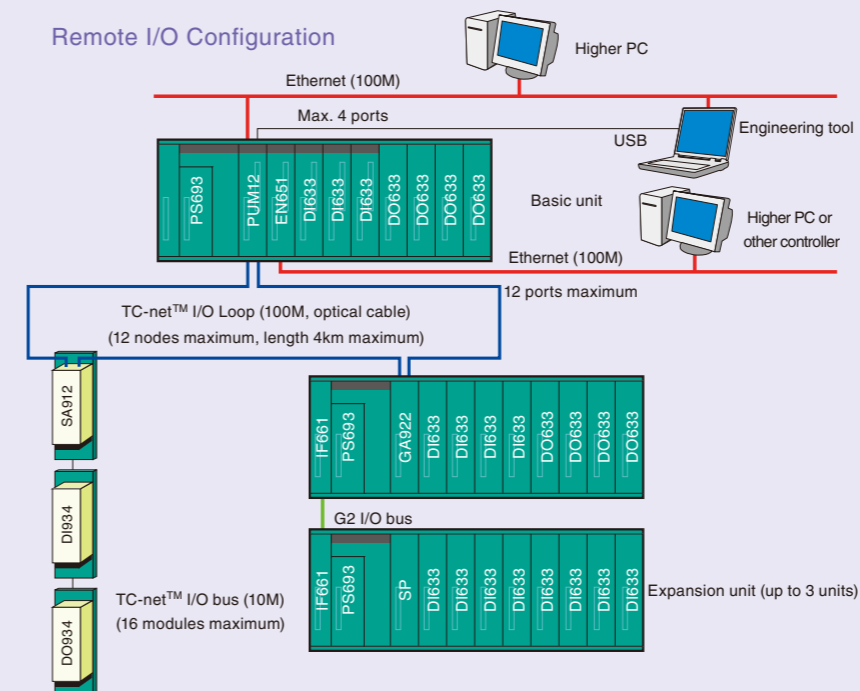 Remote I/O Configuration
Higher PC
Ethernet (100M)
Max. 4 ports
USB
Engineering tool
PS693
PUM12
EN651
DI633
DI633
DI633
DO633
DO633
DO633
DO633
Basic unit
Higher PC or
other controller
Ethernet (100M)
12 ports maximum
TC-net™ I/O Loop (100M, optical cable)
(12 nodes maximum, length 4km maximum)
SA912
IF661
PS693
GA922
DI633
DI633
DI633
DI633
DO633
DO633
DO633
DO633
DI934
G2 I/O bus
IF661
PS693
SP
DI633
DI633
DI633
DI633
DI633
DI633
DI633
DI633
Expansion unit (up to 3 units)
TC-net™ I/O bus (10M)
(16 modules maximum)
DO934